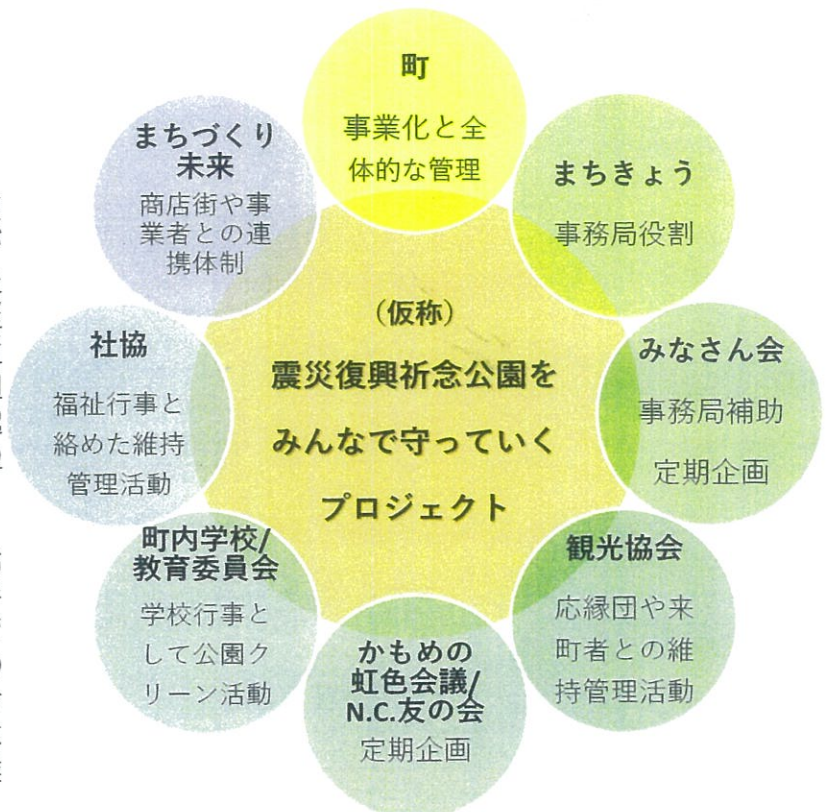 町
事業化と全
体的な管理
まちきょう
事務局役割
みなさん会
事務局補助
定期企画
観光協会
応縁団や来
町者との維
持管理活動
かもめの
虹色会議/
N.C.友の会
定期企画
町内学校/
教育委員会
学校行事と
して公園ク
リーン活動
社協
福祉行事と
絡めた維持
管理活動
まちづくり
未来
商店街や事
業者との連
携体制
（仮称）
震災復興祈念公園を
みんなで守っていく
プロジェクト